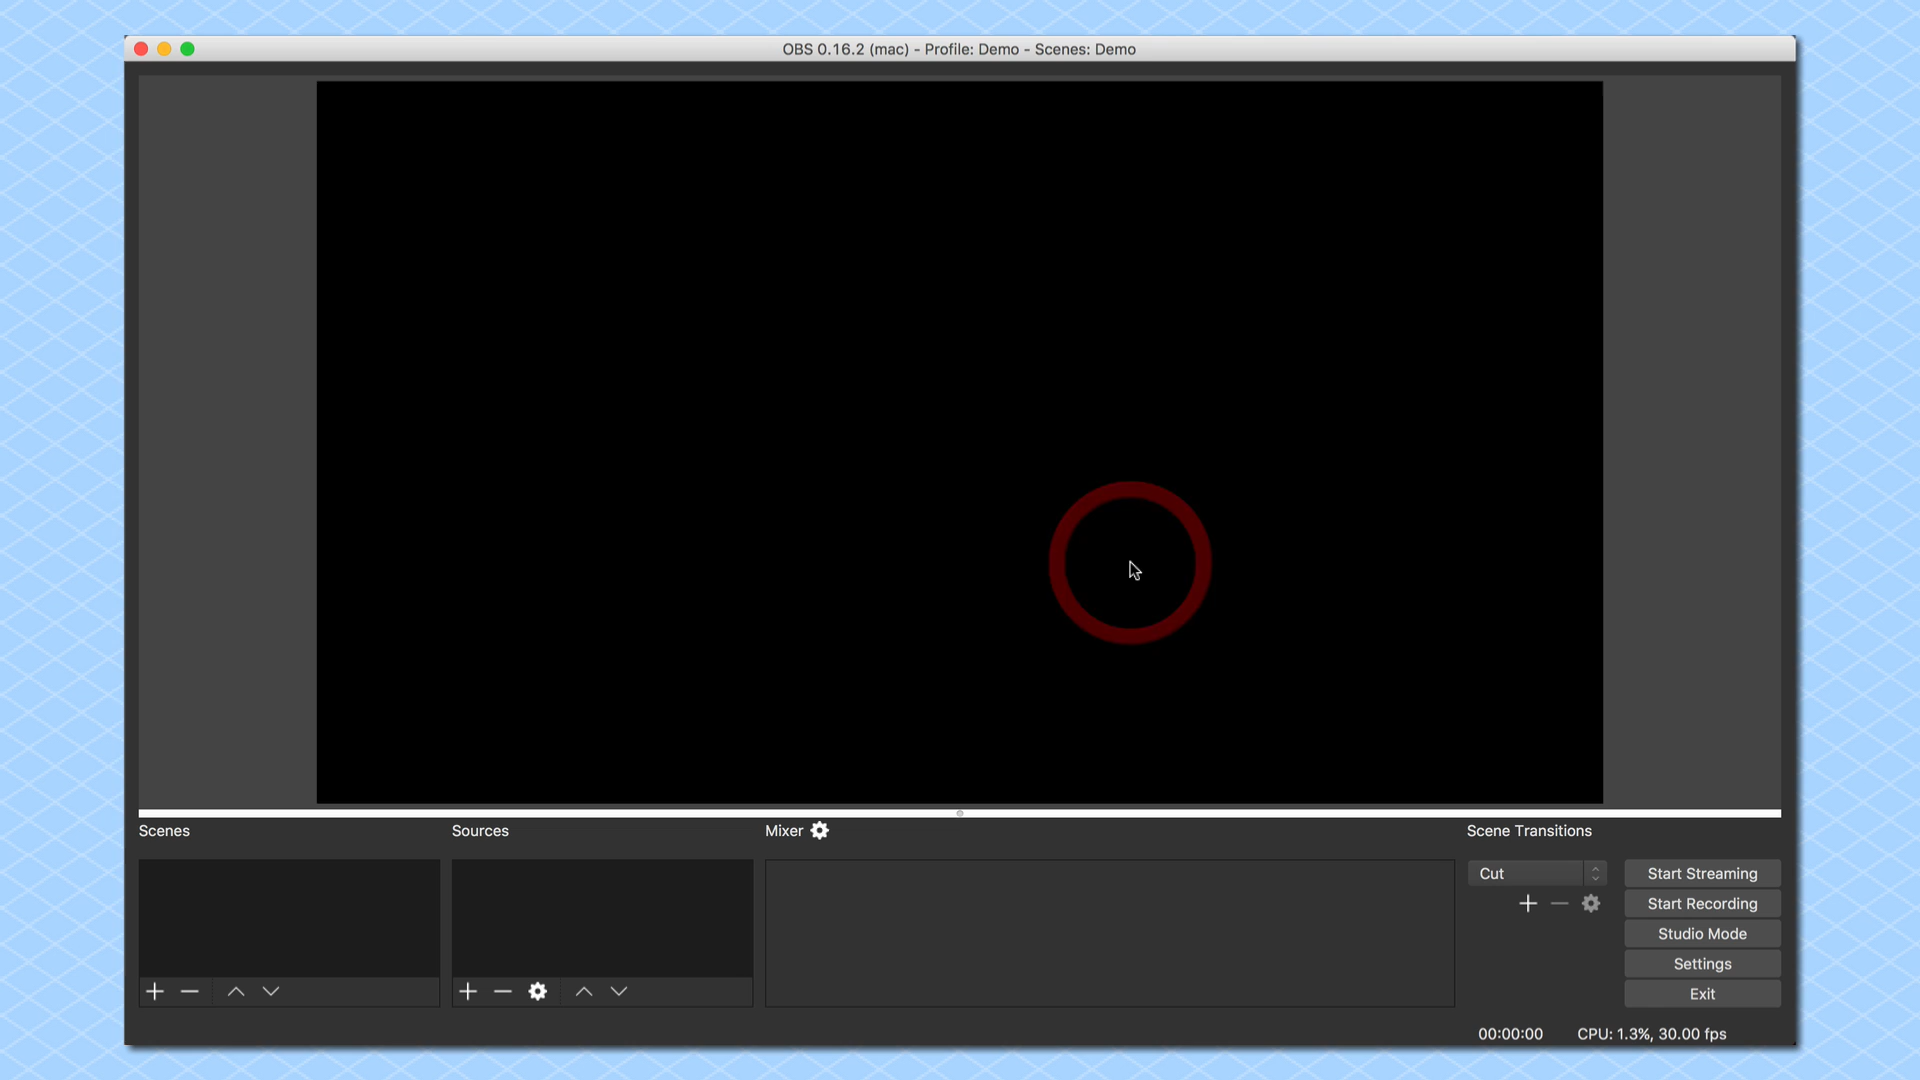 OBS 0.16.2 (mac) - Profile: Demo - Scenes: Demo
Scenes
Sources
Mixer
Scene Transitions
Cut
Start Streaming
Start Recording
Studio Mode
Settings
Exit
00:00:00
CPU: 1.3%, 30.00 fps